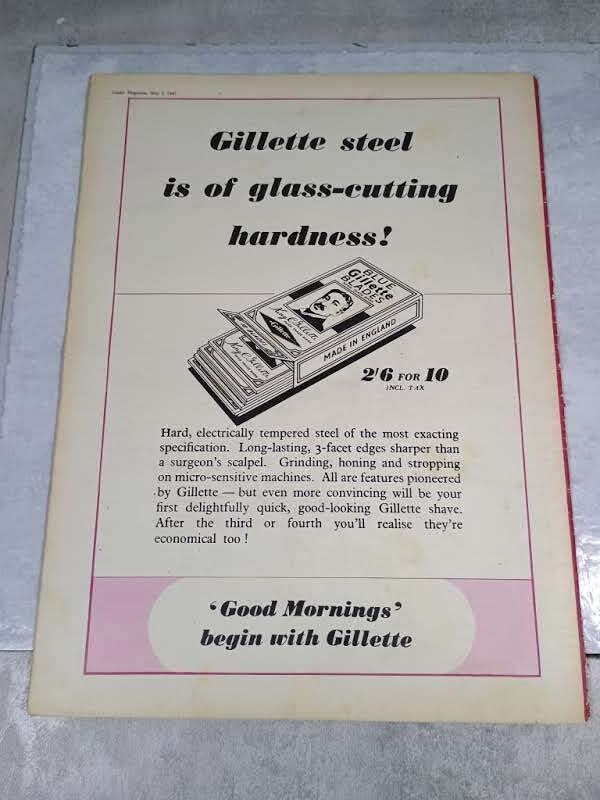 Gillette steel
is of glass-cutting
hardness!
BLUE
Gillette
BLADES
Gillette
MADE IN ENGLAND
2/6 FOR 10
INCL. TAX
Hard, electrically tempered steel of the most exacting
specification. Long-lasting, 3-facet edges sharper than
a surgeon's scalpel. Grinding, honing and stropping
on micro-sensitive machines. All are features pioneered
by Gillette — but even more convincing will be your
first delightfully quick, good-looking Gillette shave.
After the third or fourth you'll realise they're
economical too !
‘Good Mornings’
begin with Gillette